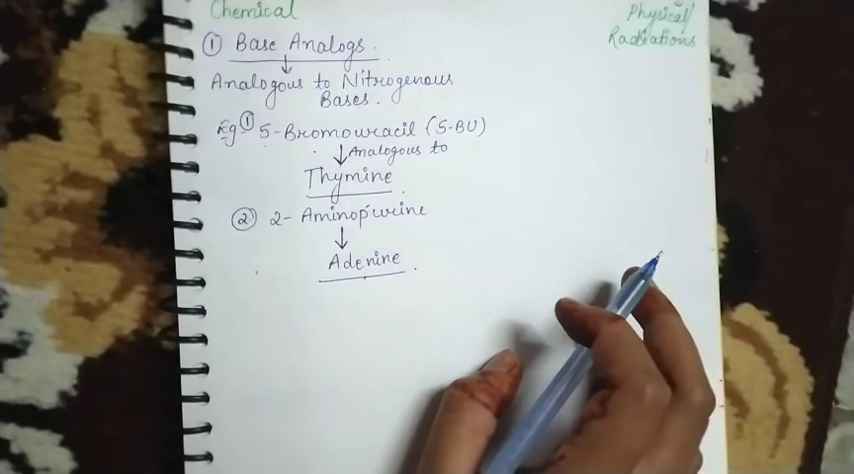 Chemical
Physical/
Radiations
① Base Analogs.
↓
Analogous to Nitrogenous
Bases.
Eg ① 5-Bromouracil (5-BU)
↓ Analogous to
Thymine.
② 2-Aminopurine
↓
Adenine.